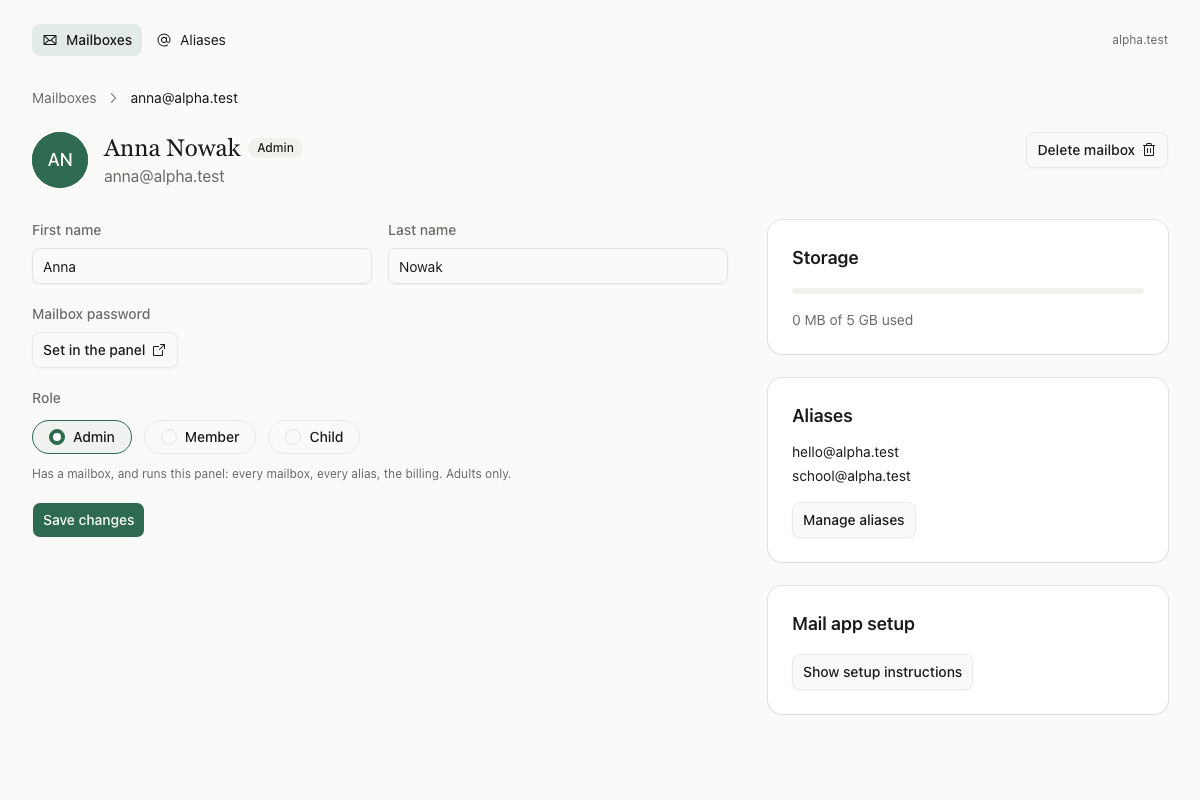 Mailboxes
Aliases
alpha.test
Mailboxes
anna@alpha.test
AN
Anna Nowak
Admin
anna@alpha.test
Delete mailbox
First name
Anna
Last name
Nowak
Mailbox password
Set in the panel
Role
Admin
Member
Child
Has a mailbox, and runs this panel: every mailbox, every alias, the billing. Adults only.
Save changes
Storage
0 MB of 5 GB used
Aliases
hello@alpha.test
school@alpha.test
Manage aliases
Mail app setup
Show setup instructions